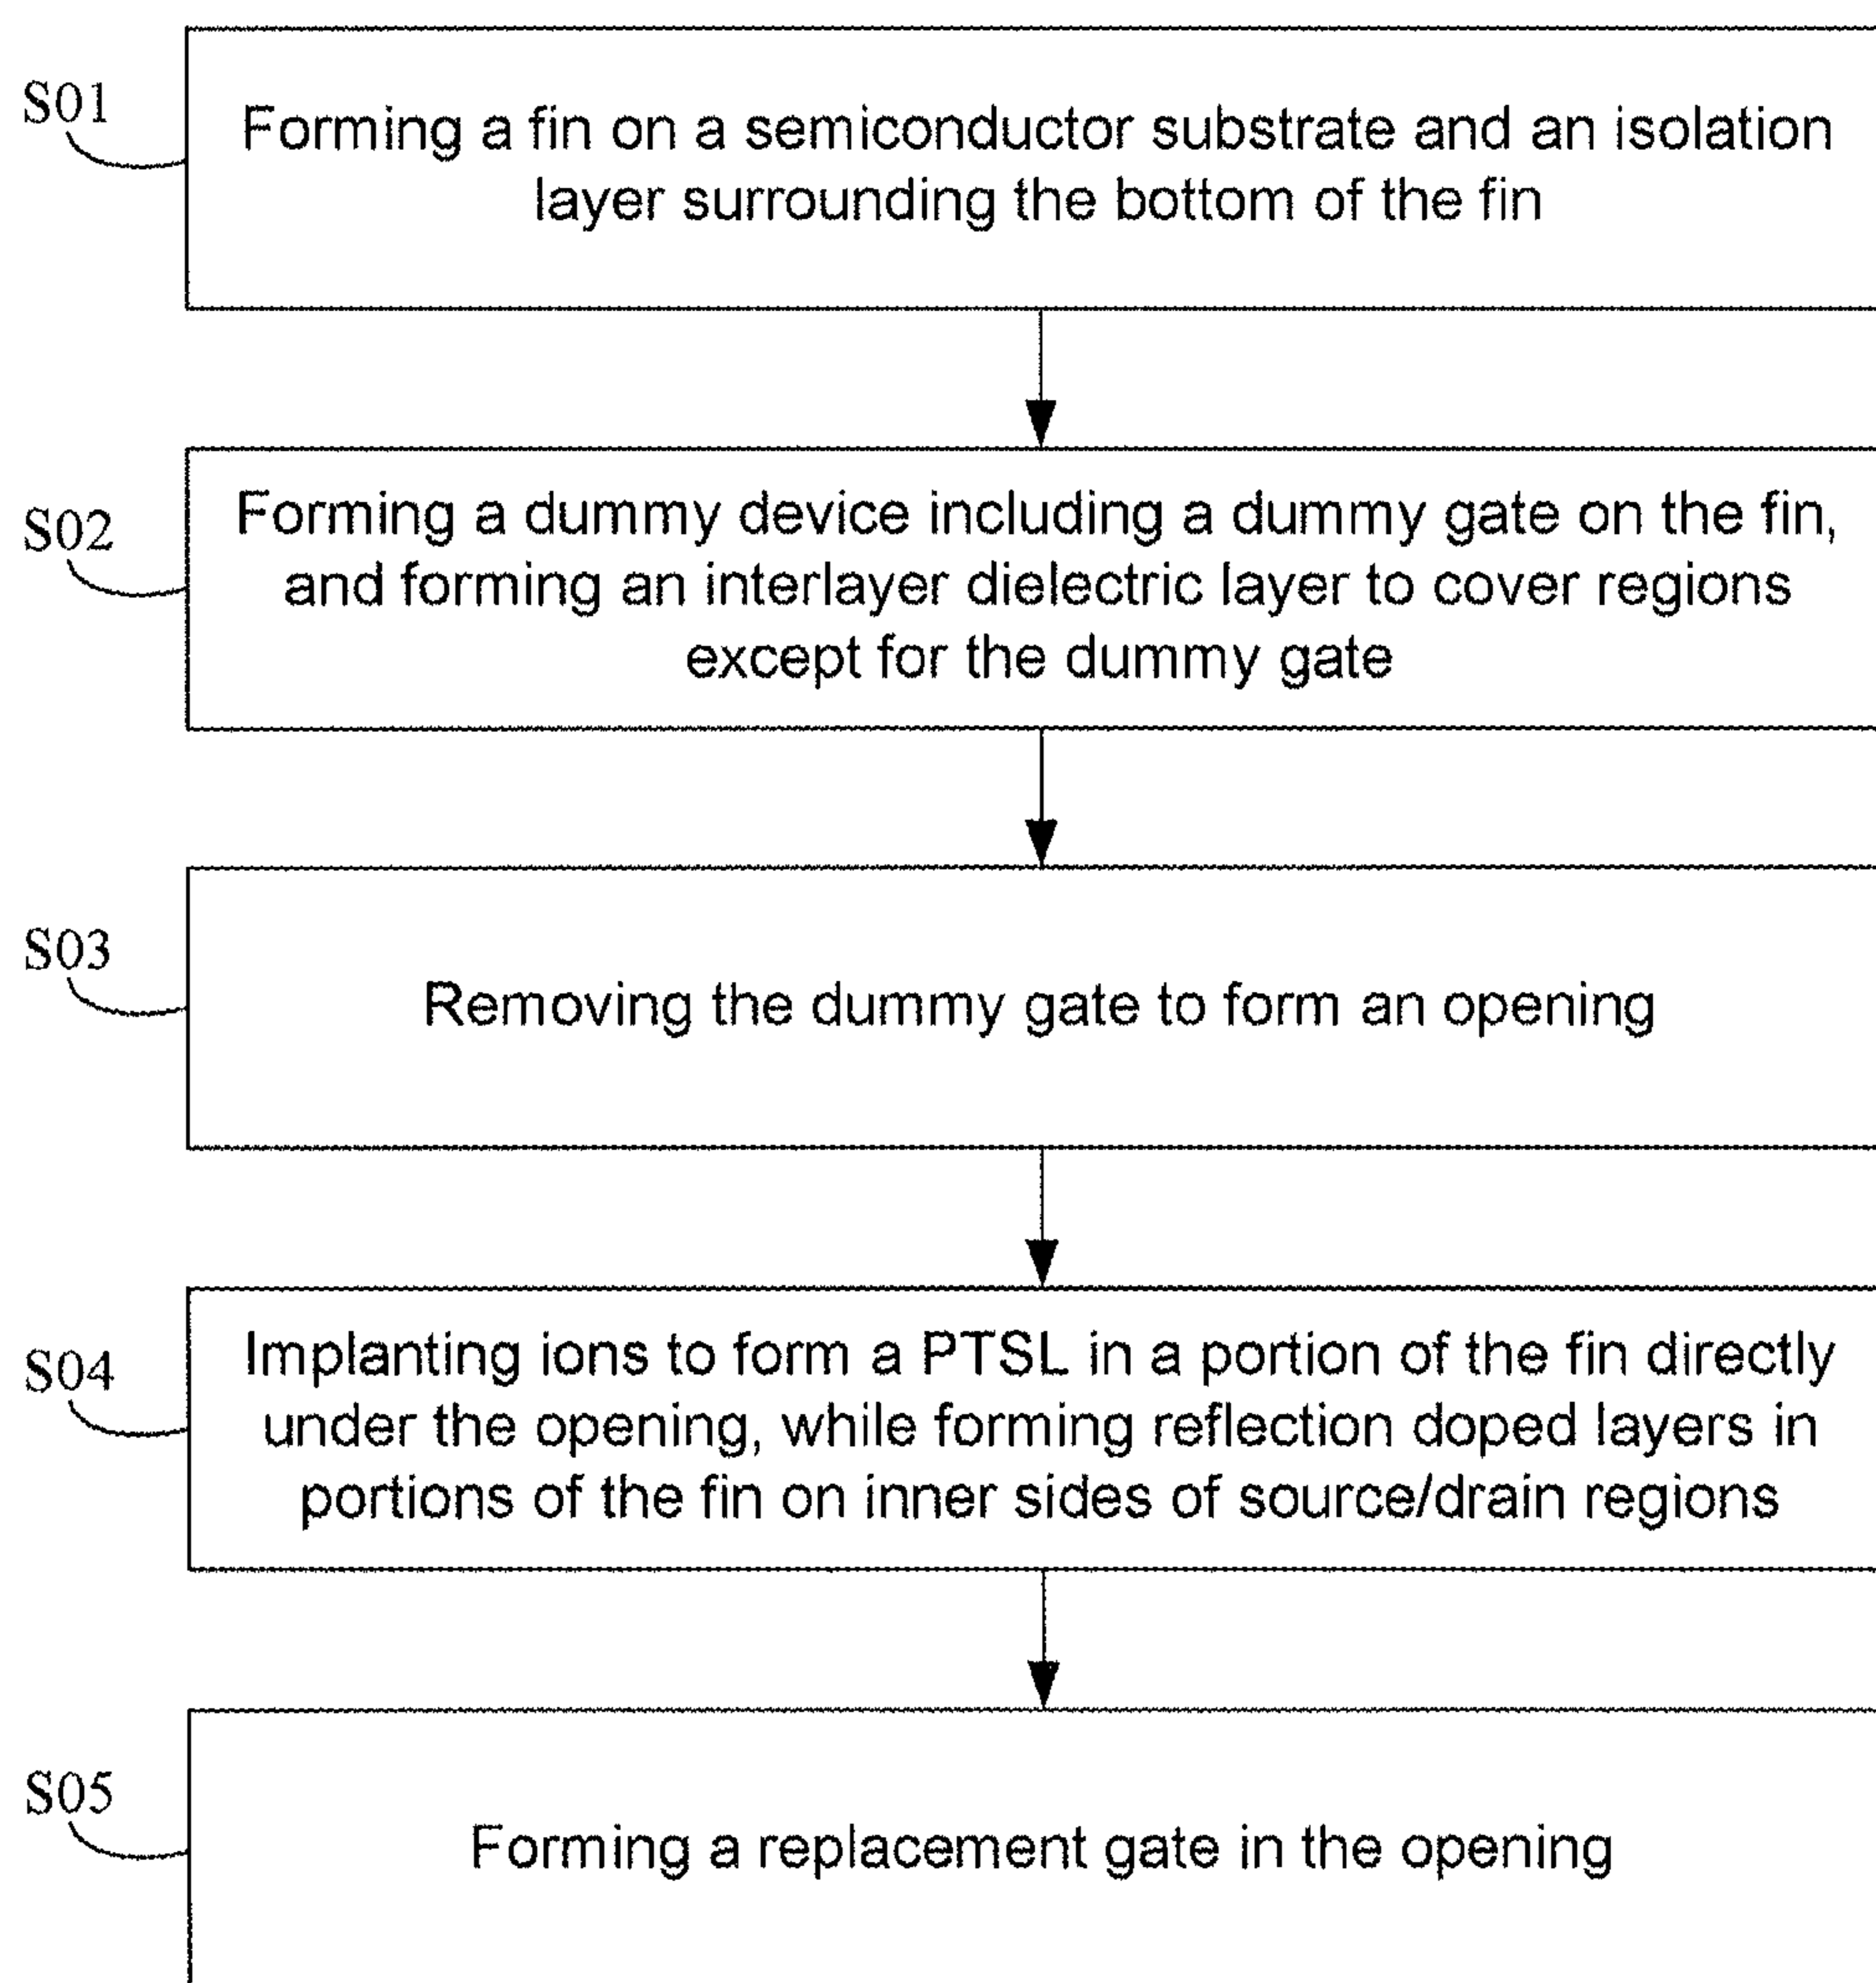 S01
Forming a fin on a semiconductor substrate and an isolation
layer surrounding the bottom of the fin
S02
Forming a dummy device including a dummy gate on the fin,
and forming an interlayer dielectric layer to cover regions
except for the dummy gate
S03
Removing the dummy gate to form an opening
S04
Implanting ions to form a PTSL in a portion of the fin directly
under the opening, while forming reflection doped layers in
portions of the fin on inner sides of source/drain regions
S05
Forming a replacement gate in the opening